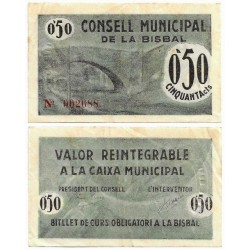 0'50
CONSELL MUNICIPAL
DE LA BISBAL
0'50
CINQUANTA cts
Nº 002088
VALOR REINTEGRABLE
A LA CAIXA MUNICIPAL
PRESIDENT DEL CONSELL
L'INTERVENTOR
0'50
0'50
BITLLET DE CURS OBLIGATORI A LA BISBAL